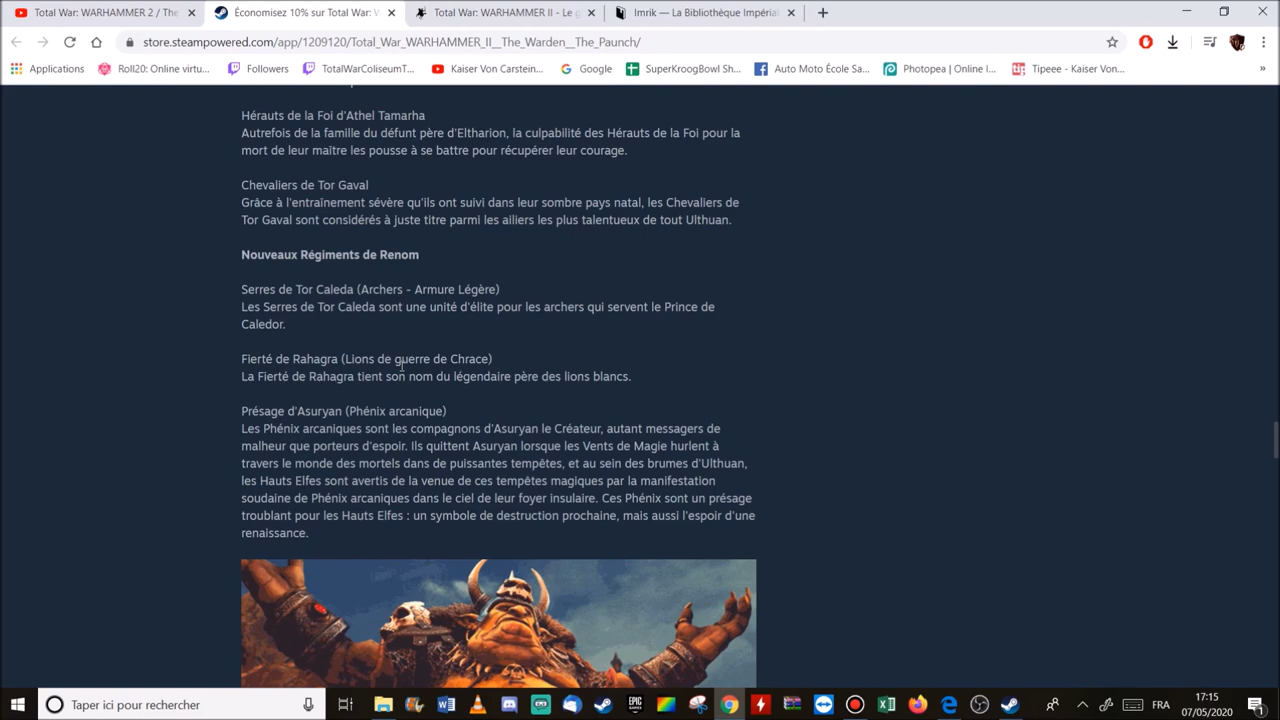 Total War: WARHAMMER 2 / The
Économisez 10% sur Total War: W
Total War: WARHAMMER II - Le g
Imrik — La Bibliothèque Impéria
store.steampowered.com/app/1209120/Total_War_WARHAMMER_II__The_Warden__The_Paunch/
Applications
Roll20: Online virtu...
Followers
TotalWarColiseumT...
Kaiser Von Carstein...
Google
SuperKroogBowl Sh...
Auto Moto École Sa...
Photopea | Online I...
Tipeee - Kaiser Von...
Hérauts de la Foi d'Athel Tamarha
Autrefois de la famille du défunt père d'Eltharion, la culpabilité des Hérauts de la Foi pour la
mort de leur maître les pousse à se battre pour récupérer leur courage.
Chevaliers de Tor Gaval
Grâce à l'entraînement sévère qu'ils ont suivi dans leur sombre pays natal, les Chevaliers de
Tor Gaval sont considérés à juste titre parmi les ailiers les plus talentueux de tout Ulthuan.
Nouveaux Régiments de Renom
Serres de Tor Caleda (Archers - Armure Légère)
Les Serres de Tor Caleda sont une unité d'élite pour les archers qui servent le Prince de
Caledor.
Fierté de Rahagra (Lions de guerre de Chrace)
La Fierté de Rahagra tient son nom du légendaire père des lions blancs.
Présage d'Asuryan (Phénix arcanique)
Les Phénix arcaniques sont les compagnons d'Asuryan le Créateur, autant messagers de
malheur que porteurs d'espoir. Ils quittent Asuryan lorsque les Vents de Magie hurlent à
travers le monde des mortels dans de puissantes tempêtes, et au sein des brumes d'Ulthuan,
les Hauts Elfes sont avertis de la venue de ces tempêtes magiques par la manifestation
soudaine de Phénix arcaniques dans le ciel de leur foyer insulaire. Ces Phénix sont un présage
troublant pour les Hauts Elfes : un symbole de destruction prochaine, mais aussi l'espoir d'une
renaissance.
Taper ici pour rechercher
FRA
17:15
07/05/2020